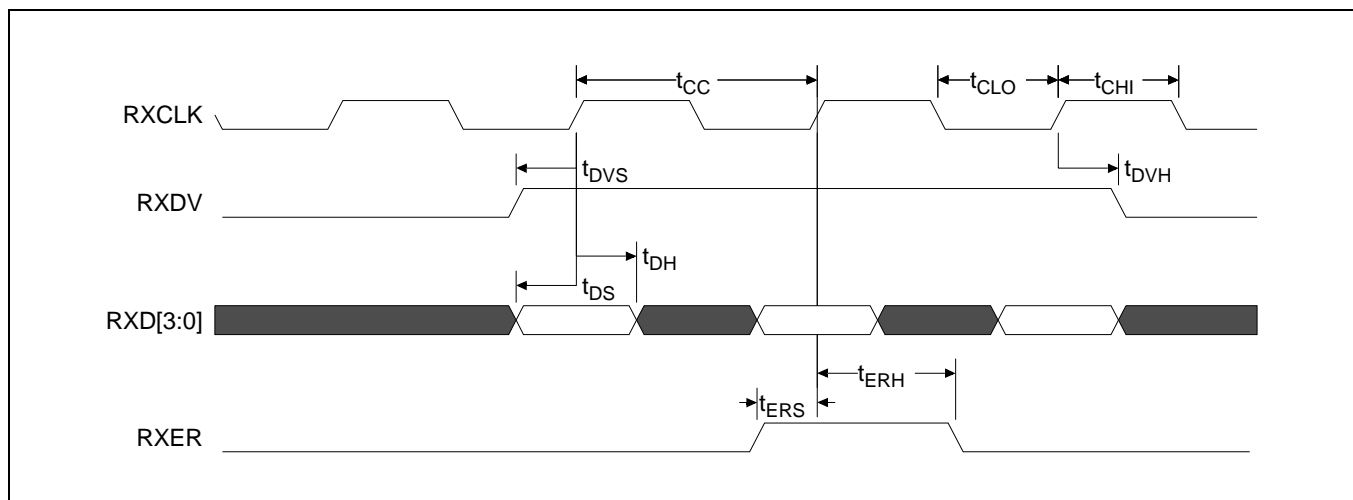 tCC
tCLO
tCHI
RXCLK
tDVS
tDVH
RXDV
tDH
tDS
RXD[3:0]
tERH
tERS
RXER